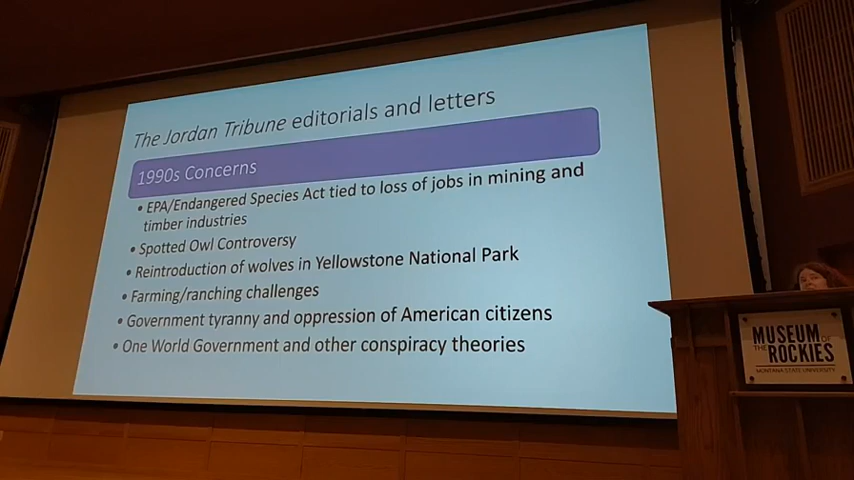 The Jordan Tribune editorials and letters
1990s Concerns
• EPA/Endangered Species Act tied to loss of jobs in mining and
timber industries
• Spotted Owl Controversy
• Reintroduction of wolves in Yellowstone National Park
• Farming/ranching challenges
• Government tyranny and oppression of American citizens
• One World Government and other conspiracy theories
MUSEUM OF
THE ROCKIES
MONTANA STATE UNIVERSITY